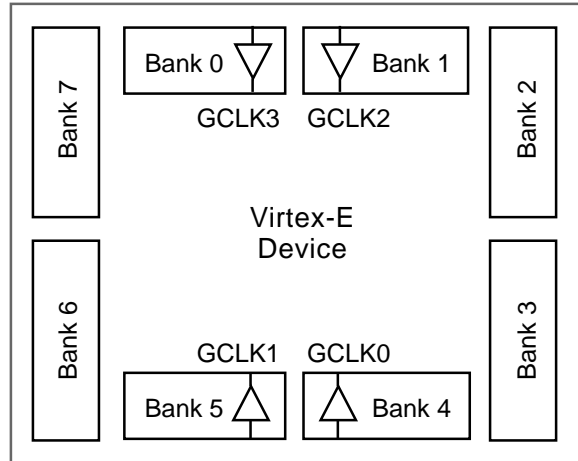 Bank 0
Bank 1
Bank 7
Bank 2
GCLK3
GCLK2
Virtex-E
Device
Bank 6
Bank 3
GCLK1
GCLK0
Bank 5
Bank 4